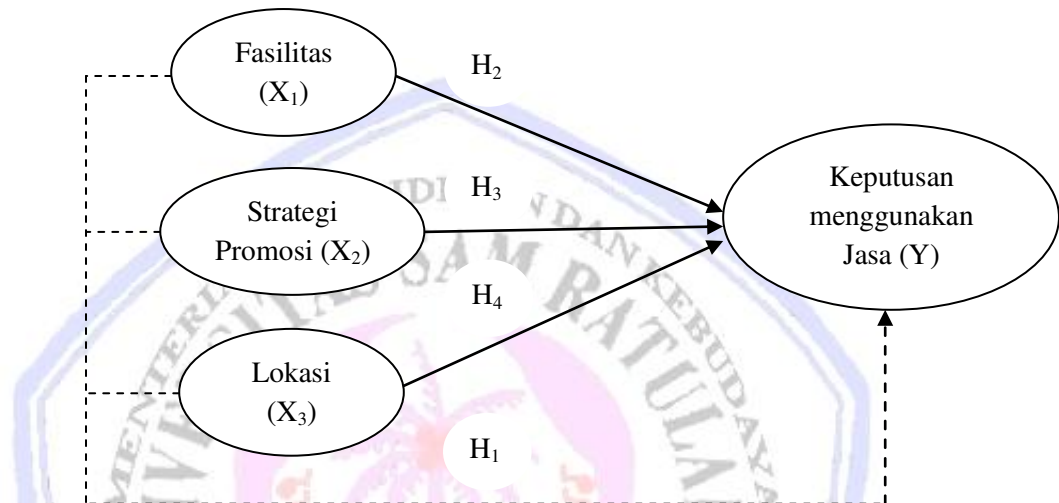 Fasilitas
(X₁)
H₂
Strategi
Promosi (X₂)
H₃
Keputusan
menggunakan
Jasa (Y)
H₄
Lokasi
(X₃)
H₁